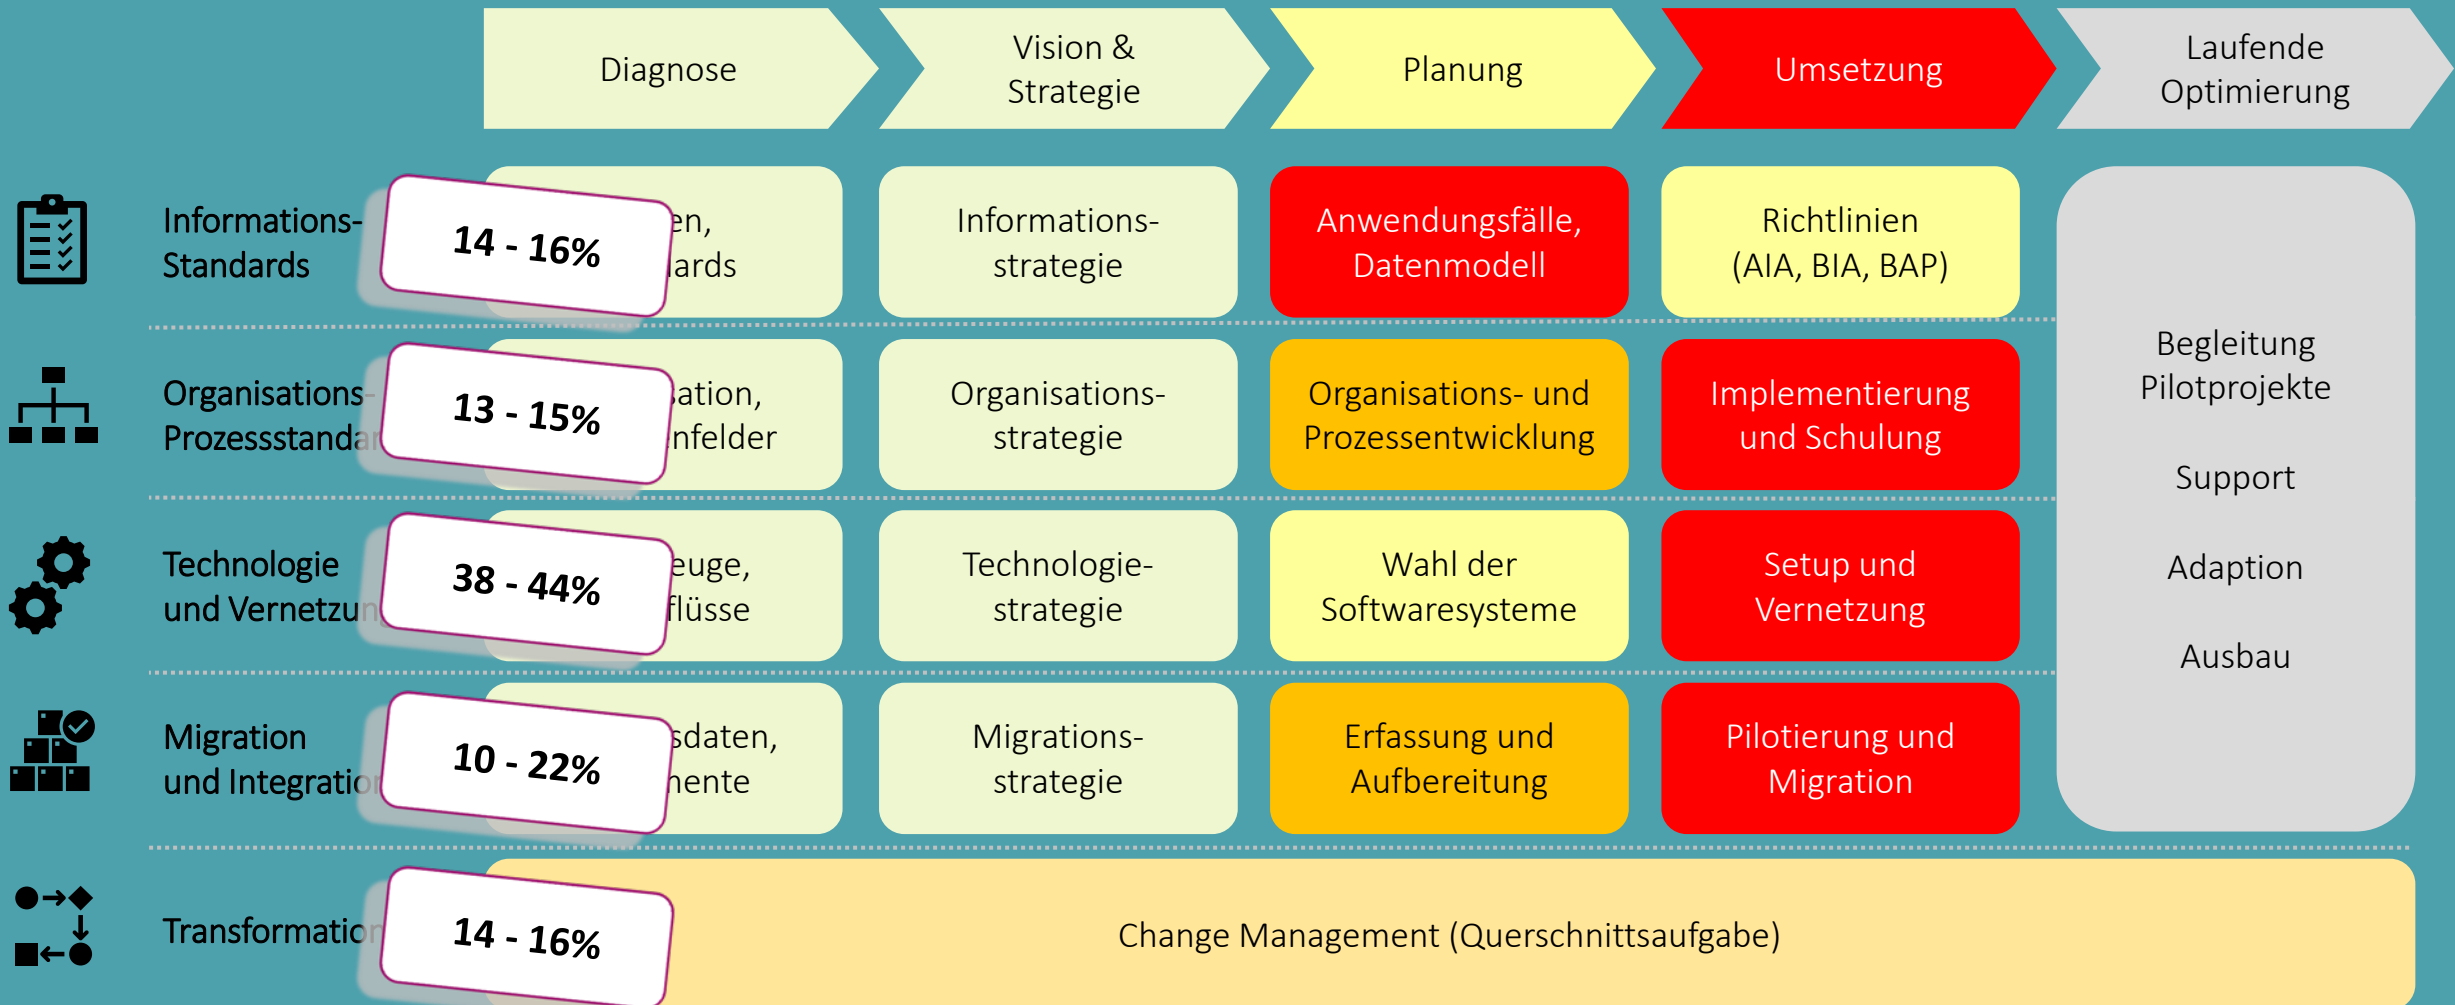 Diagnose
Vision &
Strategie
Planung
Umsetzung
Laufende
Optimierung
Informations-
Standards
14 - 16%
Informations-
strategie
Anwendungsfälle,
Datenmodell
Richtlinien
(AIA, BIA, BAP)
Organisations-
13 - 15%
Organisations-
strategie
Organisations- und
Prozessentwicklung
Implementierung
und Schulung
Technologie
und
38 - 44%
Technologie-
strategie
Wahl der
Softwaresysteme
Setup und
Vernetzung
Migration
und
10 - 22%
Migrations-
strategie
Erfassung und
Aufbereitung
Pilotierung und
Migration
Begleitung
Pilotprojekte
Support
Adaption
Ausbau
14 - 16%
Change Management (Querschnittsaufgabe)